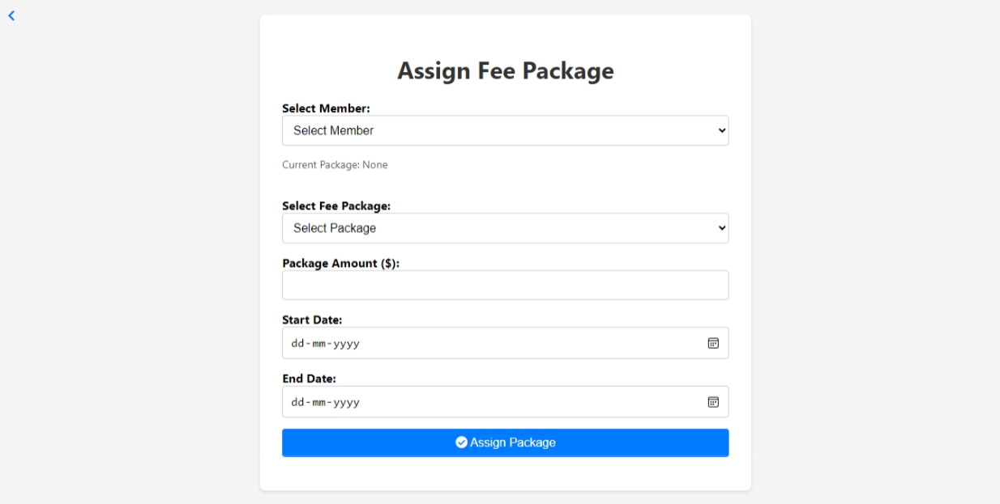 Assign Fee Package
Select Member:
Select Member
Current Package: None
Select Fee Package:
Select Package
Package Amount ($):
Start Date:
dd-mm-yyyy
End Date:
dd-mm-yyyy
Assign Package